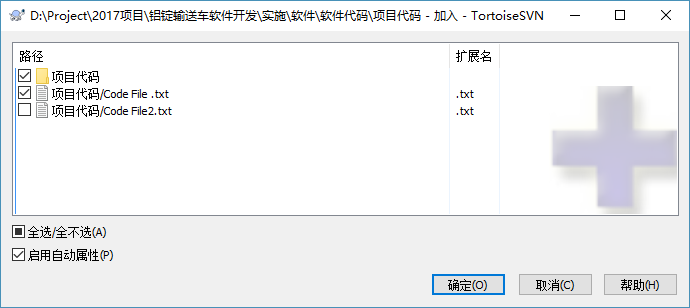 D:\Project\2017项目\铝锭输送车软件开发\实施\软件\软件代码\项目代码 - 加入 - TortoiseSVN
路径 扩展名
项目代码
项目代码/Code File .txt .txt
项目代码/Code File2.txt .txt
全选/全不选(A)
启用自动属性(P)
确定(O) 取消(C) 帮助(H)